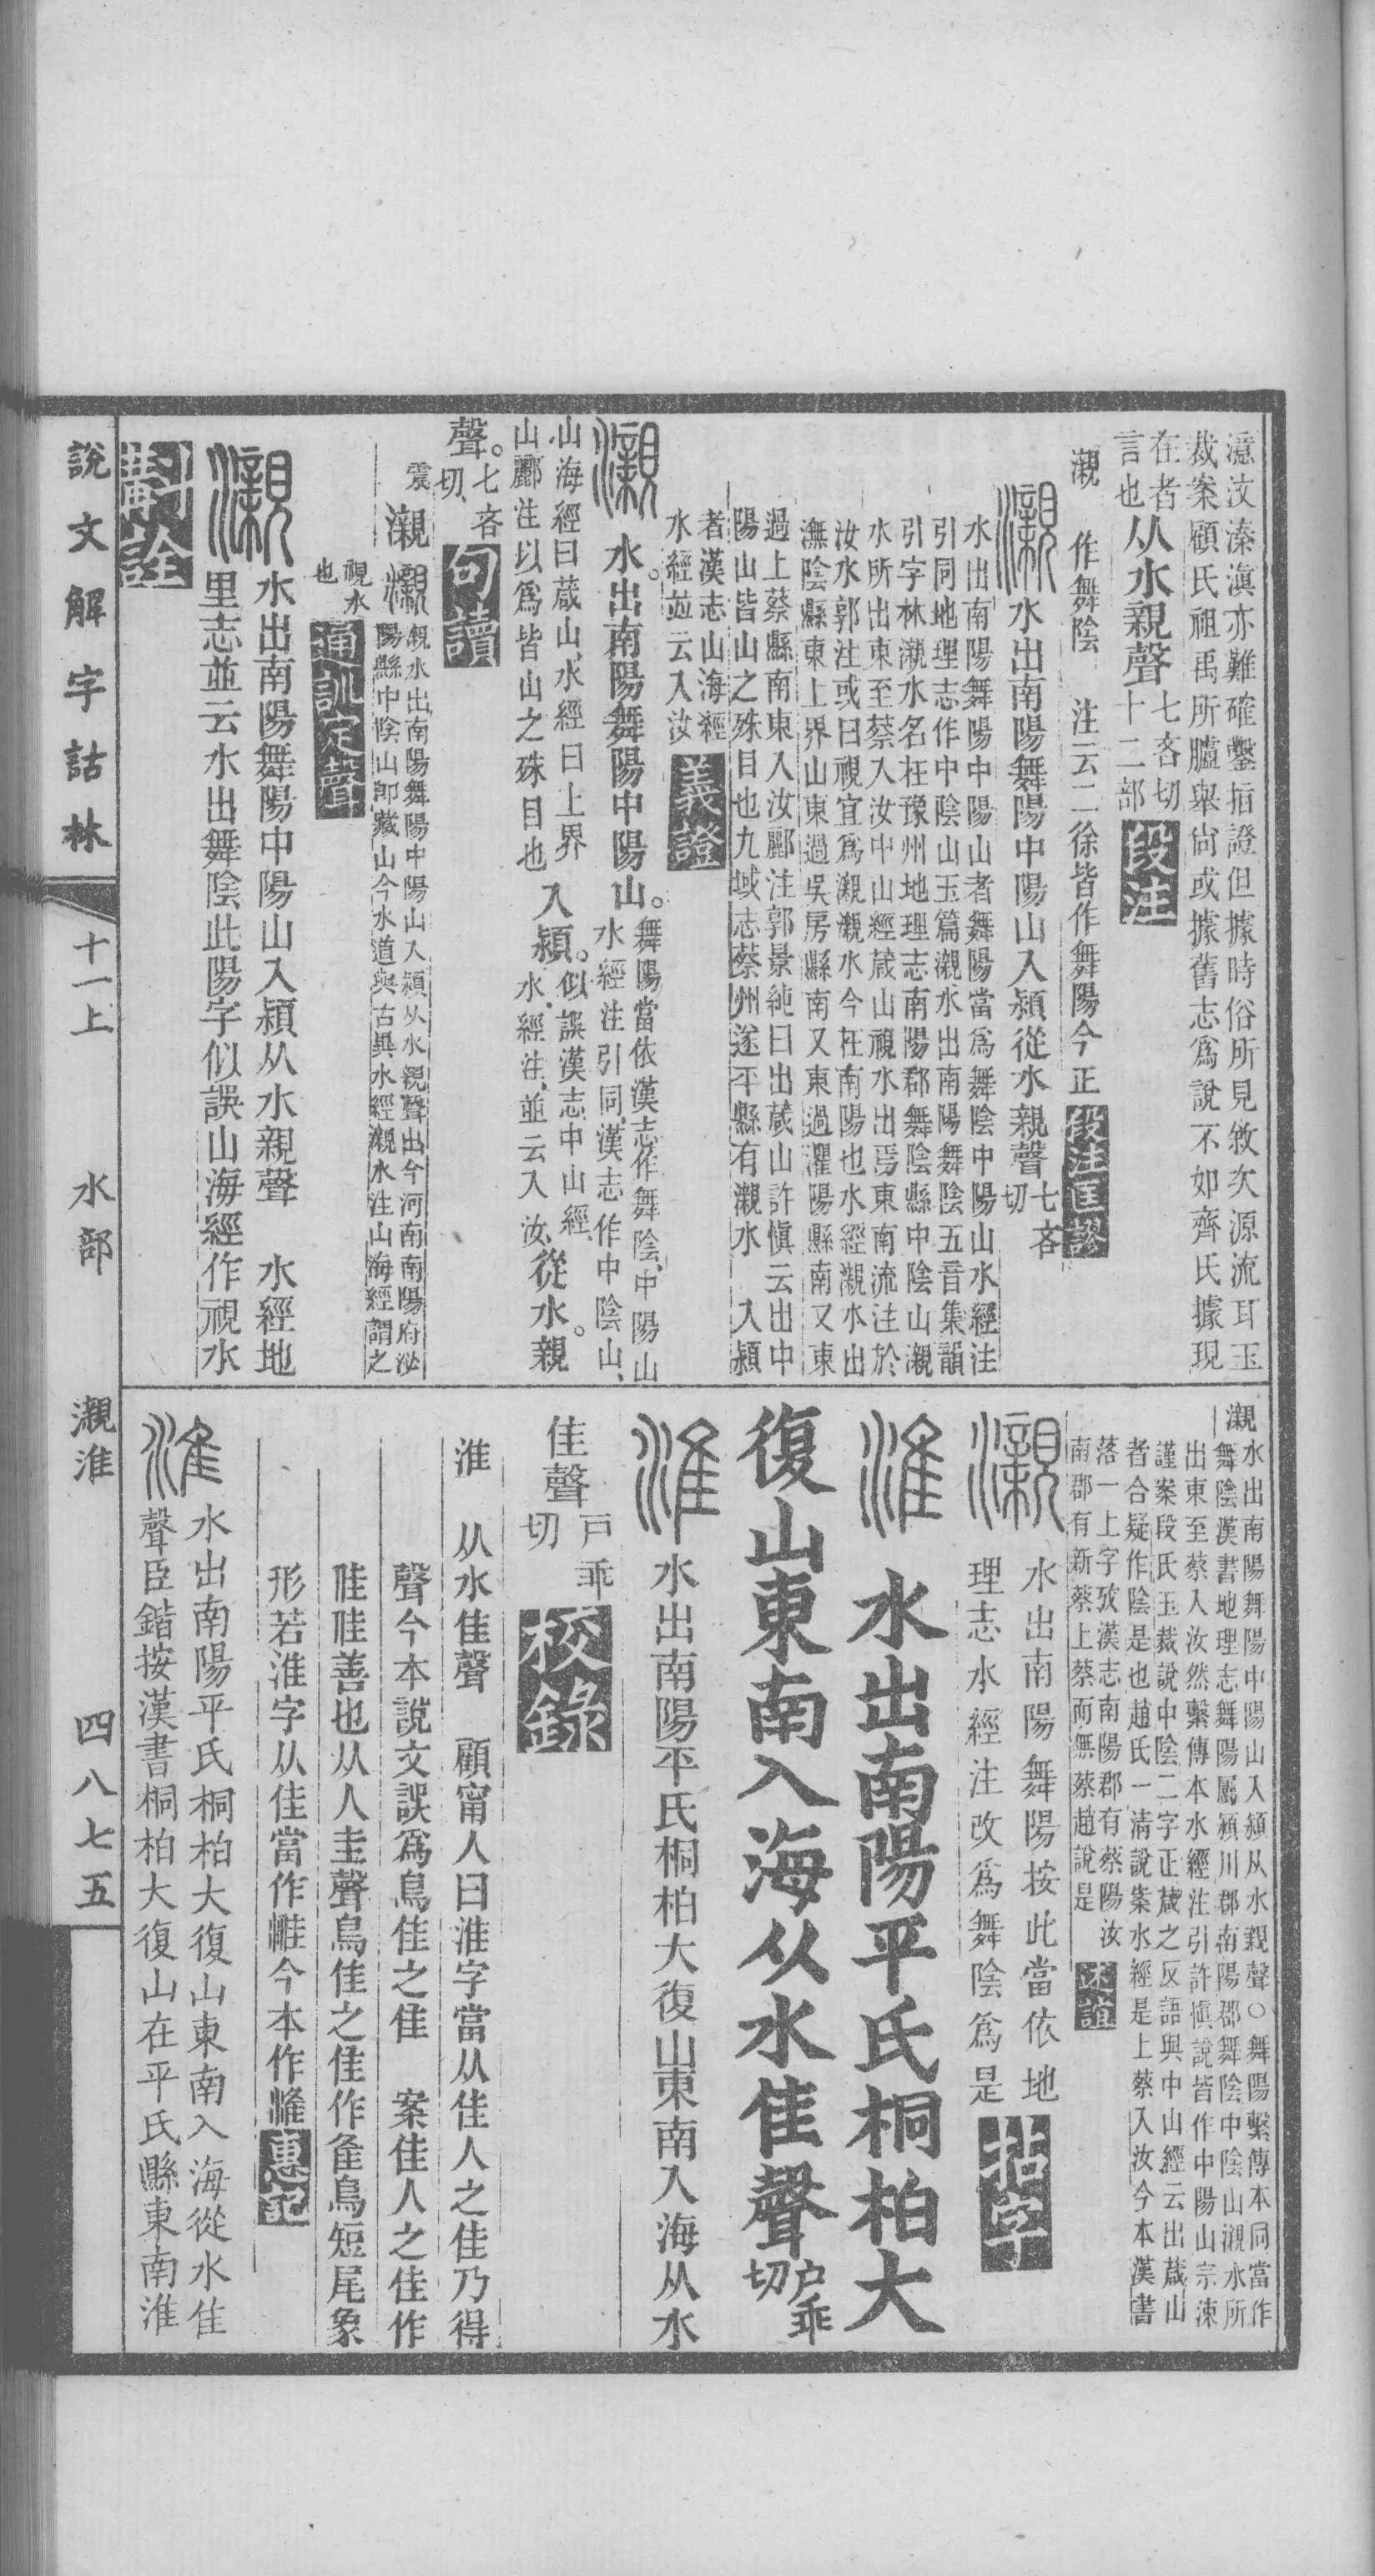 瀙汶溱滇亦難確鑿指證但據時俗所見敘次源流耳玉
裁案顧氏祖禹所臚舉尙或據舊志爲說不如齊氏據現
在者
言也从水親聲七吝切十二部段注
瀙 作舞陰 注云二徐皆作舞陽今正段注匡謬
瀙水出南陽舞陽中陽山入潁從水親聲七吝切
水出南陽舞陽中陽山者舞陽當爲舞陰中陽山水經注
引同地理志作中陰山玉篇瀙水出南陽舞陰五音集韻
引字林瀙水名在豫州地理志南陽郡舞陰縣中陰山瀙
水所出東至蔡入汝中山經葴山視水出焉東南流注於
汝水郭注或曰視宜爲瀙瀙水今在南陽也水經瀙水出
潕陰縣東上界山東過吳房縣南又東過灈陽縣南又東
過上蔡縣南東入汝酈注郭景純曰出葴山許愼云出中
陽山皆山之殊目也九域志蔡州遂平縣有瀙水 入潁
者漢志山海經
水經竝云入汝義證
瀙水出南陽舞陽中陽山。舞陽當依漢志作舞陰、中陽山
水經注引同、漢志作中陰山、
山海經曰葴山、水經曰上界
山酈注以爲皆山之殊目也入潁。似誤漢志中山經
水經注、並云入汝、從水。親
聲。七吝切、句讀
震 瀙 瀙瀙水出南陽舞陽中陽山入潁从水親聲出今河南南陽府泌
陽縣中陰山卽葴山今水道與古異水經瀙水注山海經謂之
視水也通訓定聲
瀙水出南陽舞陽中陽山入潁从水親聲 水經地
里志並云水出舞陰此陽字似誤山海經作視水
斠詮
瀙水出南陽舞陽中陽山入潁从水親聲○舞陽繫傳本同當作
舞陰漢書地理志舞陽屬潁川郡南陽郡舞陰中陰山瀙水所
出東至蔡入汝然繫傳本水經注引許愼說皆作中陽山宗涑
謹案段氏玉裁說中陰二字正葴之反語與中山經云出葴山
者合疑作陰是也趙氏一清說案水經是上蔡入汝今本漢書
落一上字攷漢志南陽郡有蔡陽汝
南郡有新蔡上蔡而無蔡趙說是述誼
瀙水出南陽舞陽按此當依地
理志水經注改爲舞陰爲是拈字
淮水出南陽平氏桐柏大
復山東南入海从水隹聲户乖切
淮水出南陽平氏桐柏大復山東南入海从水
隹聲戸乖切校錄
淮 从水隹聲 顧甯人曰淮字當从佳人之佳乃得
聲今本說文誤爲鳥隹之隹 案佳人之佳作
佳佳善也从人圭聲鳥隹之隹作隹鳥短尾象
形若淮字从佳當作𣶒今本作淮惠記
淮水出南陽平氏桐柏大復山東南入海從水隹
聲臣鍇按漢書桐柏大復山在平氏縣東南淮
說文解字詁林 十一上 水部 瀙淮 四八七五